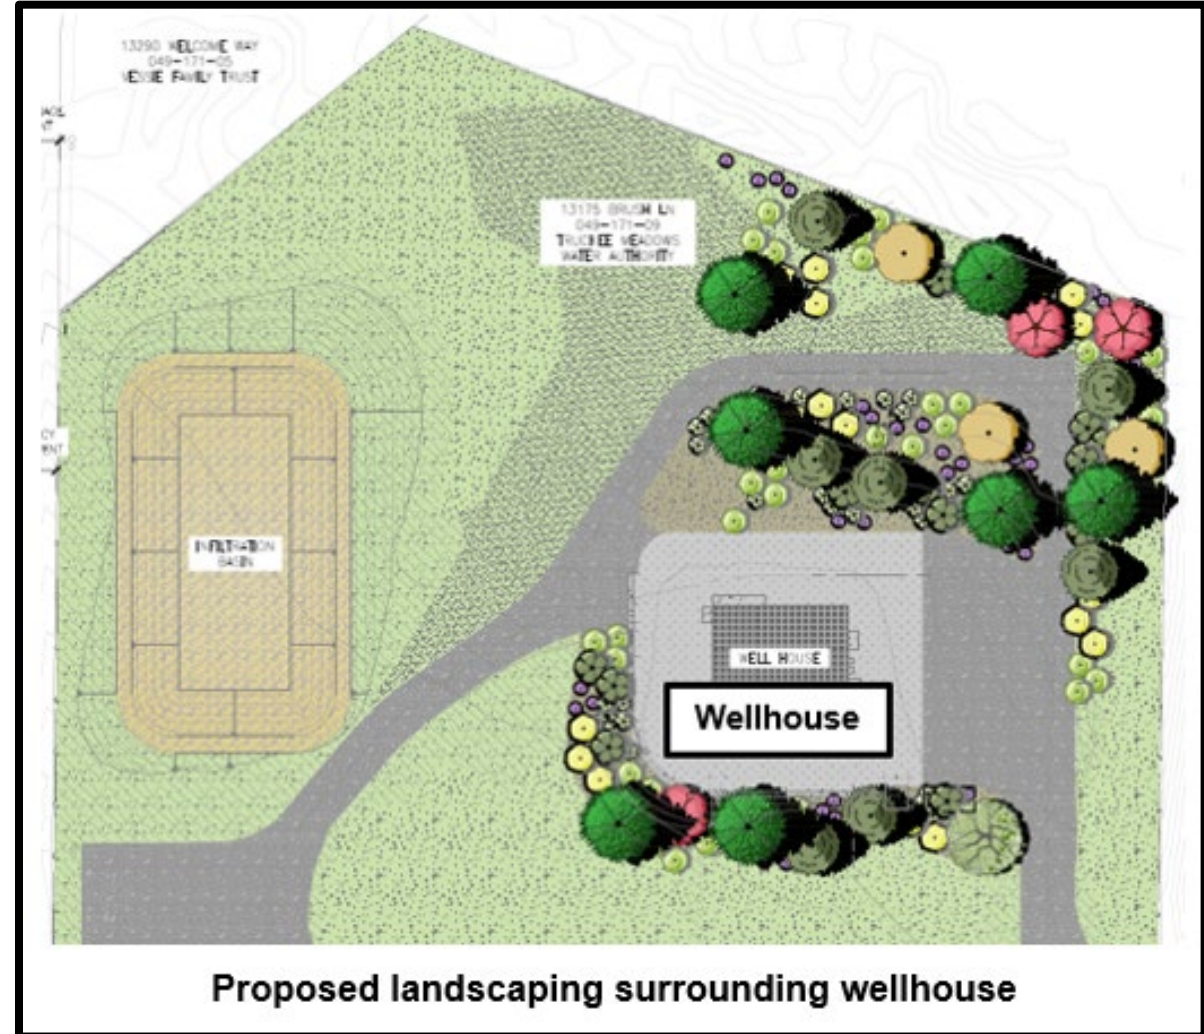 13290 WELCOME WAY
049-171-05
VESSIE FAMILY TRUST
13175 BRUSH LN
049-171-09
TRUCKEE MEADOWS
WATER AUTHORITY
INFILTRATION
BASIN
WELL HOUSE
Wellhouse
Proposed landscaping surrounding wellhouse